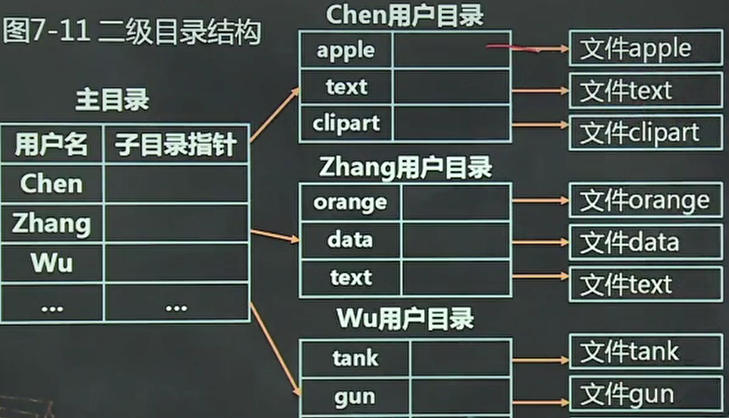 图7-11 二级目录结构
主目录
用户名 子目录指针
Chen
Zhang
Wu
... ...
Chen用户目录
apple
text
clipart
文件apple
文件text
文件clipart
Zhang用户目录
orange
data
text
文件orange
文件data
文件text
Wu用户目录
tank
gun
文件tank
文件gun